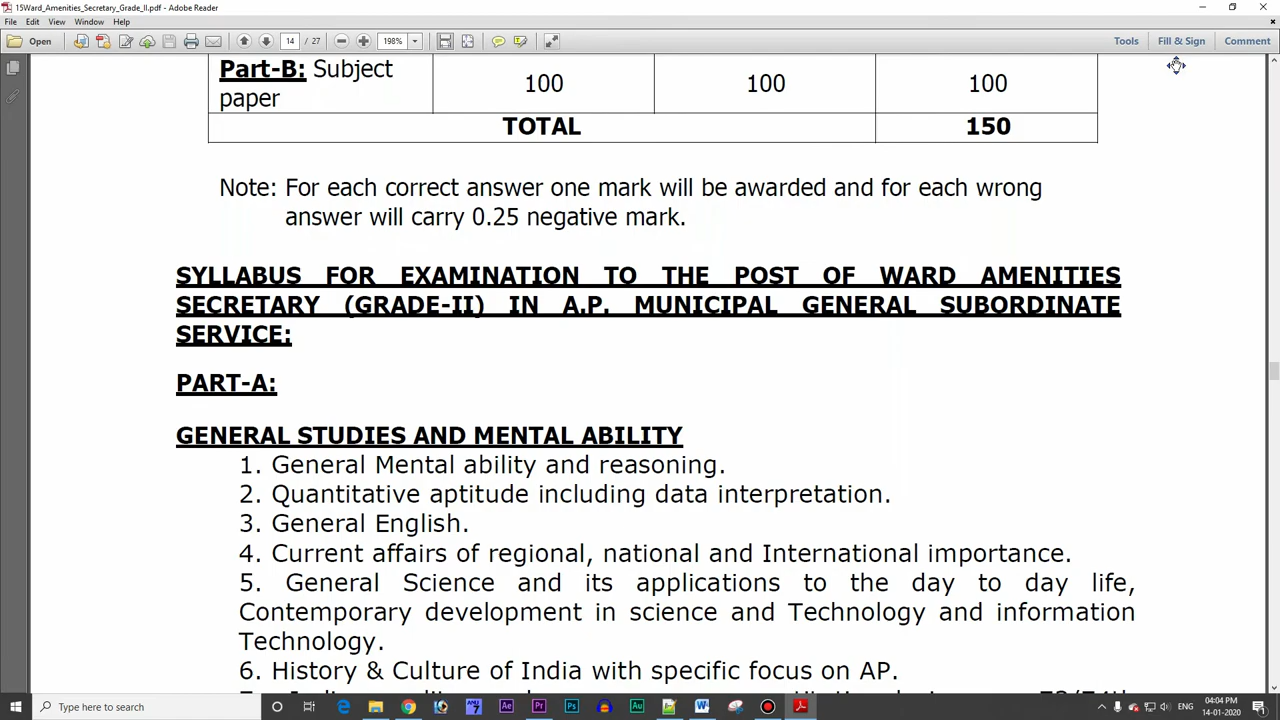 15Ward_Amenities_Secretary_Grade_II.pdf - Adobe Reader
File Edit View Window Help
Open 14 / 27 198% Tools Fill & Sign Comment
Part-B: Subject
paper 100 100 100
TOTAL 150
Note: For each correct answer one mark will be awarded and for each wrong
answer will carry 0.25 negative mark.
SYLLABUS FOR EXAMINATION TO THE POST OF WARD AMENITIES
SECRETARY (GRADE-II) IN A.P. MUNICIPAL GENERAL SUBORDINATE
SERVICE:
PART-A:
GENERAL STUDIES AND MENTAL ABILITY
1. General Mental ability and reasoning.
2. Quantitative aptitude including data interpretation.
3. General English.
4. Current affairs of regional, national and International importance.
5. General Science and its applications to the day to day life,
Contemporary development in science and Technology and information
Technology.
6. History & Culture of India with specific focus on AP.
Type here to search
ENG 04:04 PM
14-01-2020